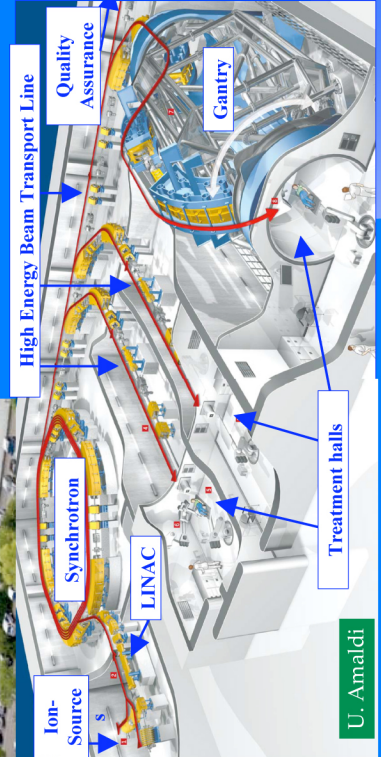 Ion-
Source
s
LINAC
Synchrotron
High Energy Beam Transport Line
Quality
Assurance
Gantry
Treatment halls
U. Amaldi